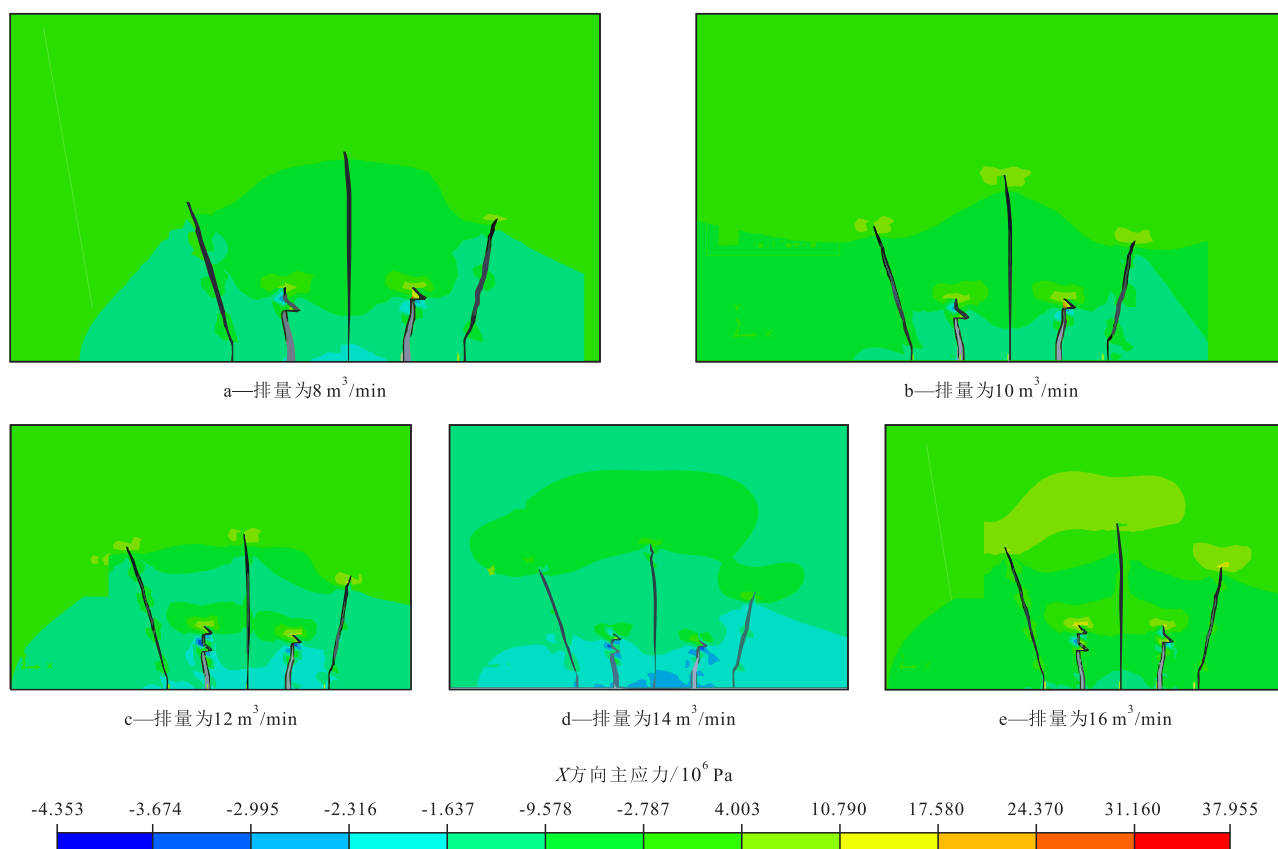 a—排量为8 m³/min
b—排量为10 m³/min
c—排量为12 m³/min
d—排量为14 m³/min
e—排量为16 m³/min
X方向主应力/10⁶ Pa
-4.353 -3.674 -2.995 -2.316 -1.637 -9.578 -2.787 4.003 10.790 17.580 24.370 31.160 37.955